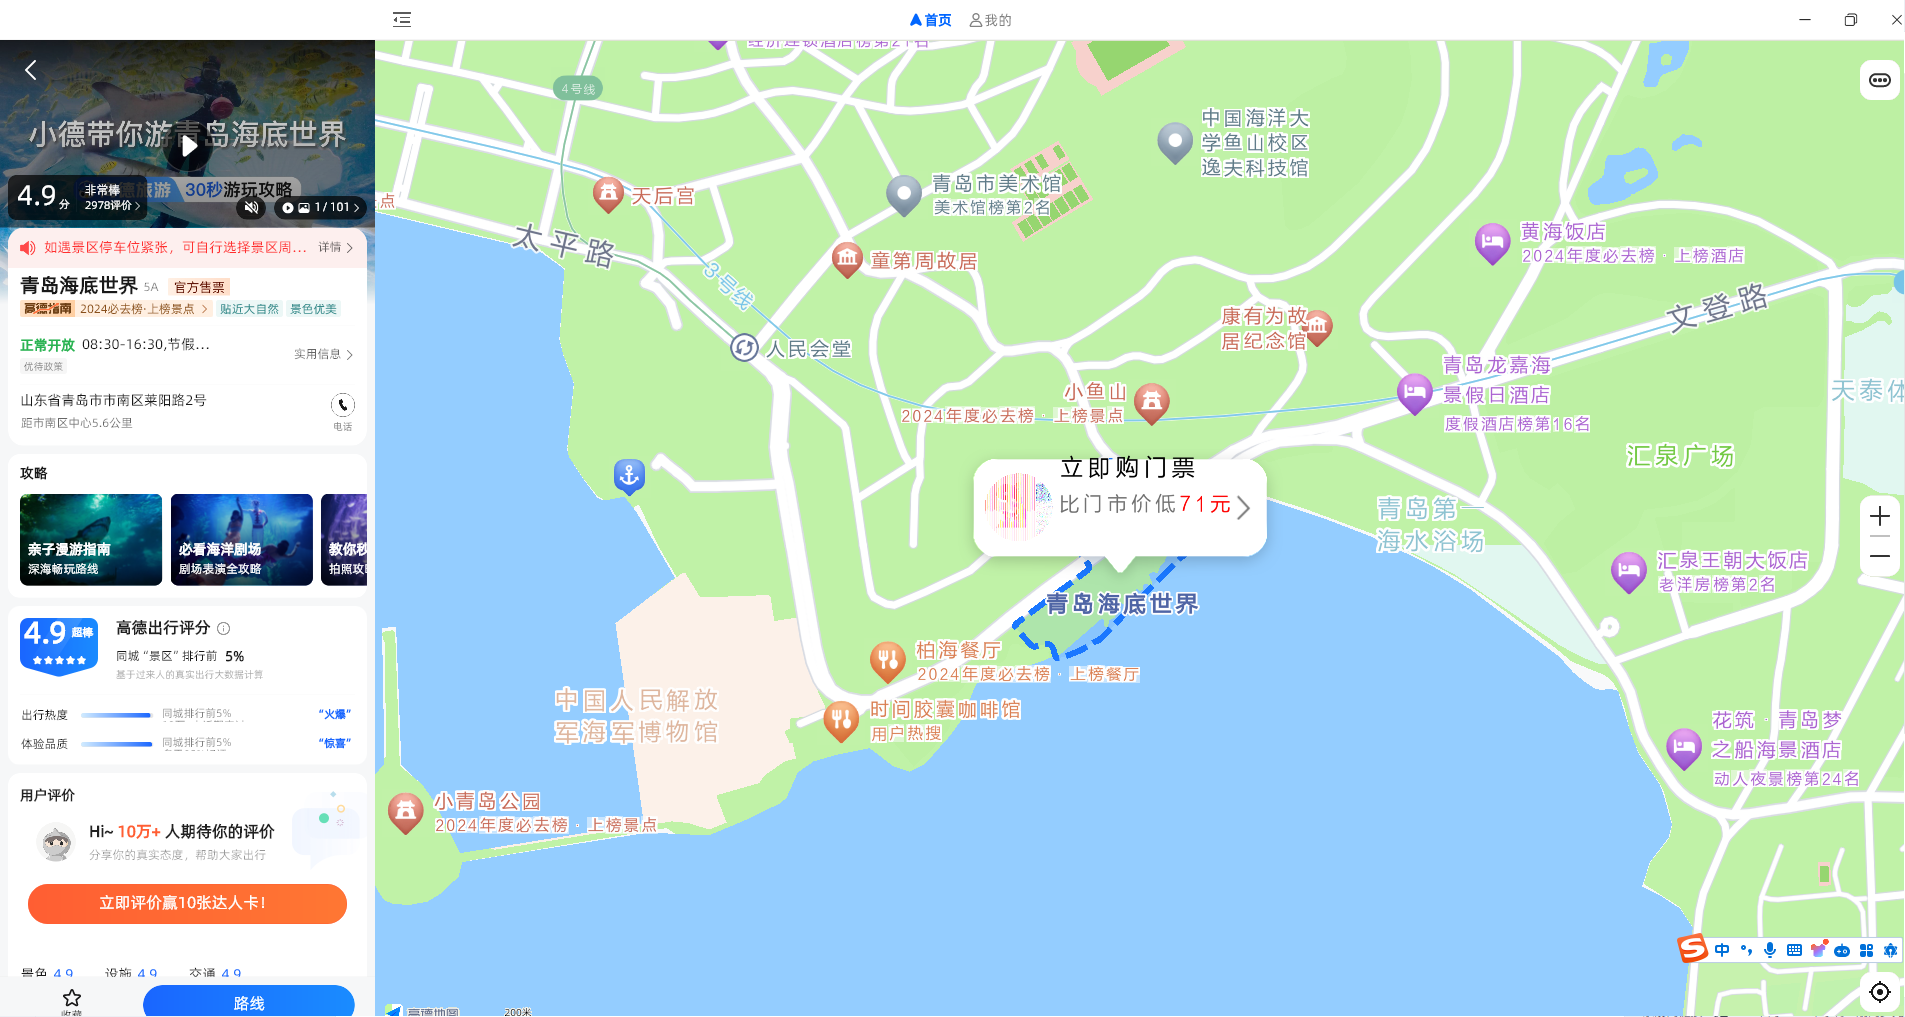 首页
我的
小德带你游青岛海底世界
30秒游玩攻略
4.9分
非常棒
2978评价
1/101
如遇景区停车位紧张，可自行选择景区周...
详情
青岛海底世界 5A 官方售票
高德指南 2024必去榜·上榜景点
贴近大自然
景色优美
正常开放 08:30-16:30,节假...
实用信息
优待政策
山东省青岛市市南区莱阳路2号
距市南区中心5.6公里
电话
攻略
亲子漫游指南
深海畅玩路线
必看海洋剧场
剧场表演全攻略
教你秒
拍照攻
4.9 超棒
高德出行评分
同城“景区”排行前 5%
基于过来人的真实出行大数据计算
出行热度
同城排行前5%
“火爆”
体验品质
同城排行前5%
“惊喜”
用户评价
Hi~ 10万+ 人期待你的评价
分享你的真实态度，帮助大家出行
立即评价赢10张达人卡！
景色 4.9
设施 4.9
交通 4.9
收藏
路线
经济连锁酒店榜第21名
4号线
点
天后宫
太平路
3号线
青岛市美术馆
美术馆榜第2名
童第周故居
人民会堂
中国海洋大
学鱼山校区
逸夫科技馆
黄海饭店
2024年度必去榜·上榜酒店
文登路
康有为故
居纪念馆
小鱼山
2024年度必去榜·上榜景点
青岛龙嘉海
景假日酒店
度假酒店榜第16名
天泰体
汇泉广场
立即购门票
比门市价低71元
青岛第一
海水浴场
汇泉王朝大饭店
老洋房榜第2名
青岛海底世界
柏海餐厅
2024年度必去榜·上榜餐厅
时间胶囊咖啡馆
用户热搜
中国人民解放
军海军博物馆
花筑·青岛梦
之船海景酒店
动人夜景榜第24名
小青岛公园
2024年度必去榜·上榜景点
中
高德地图
200米